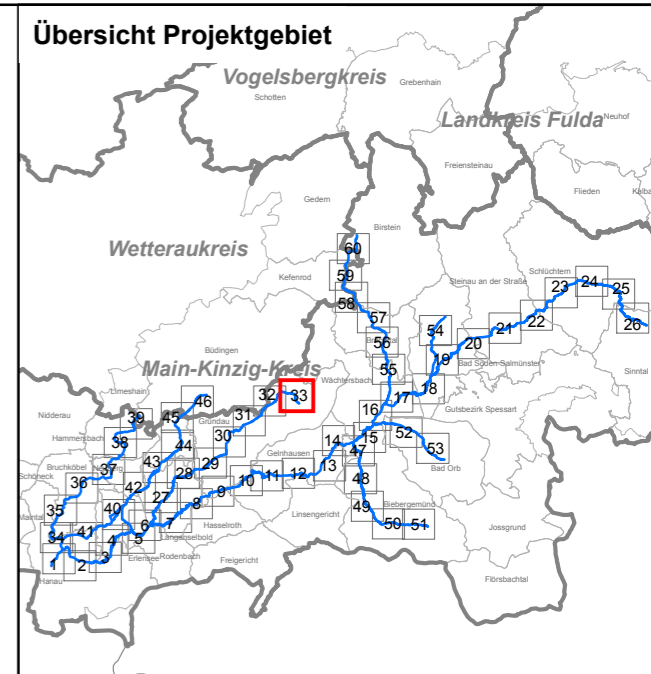 Übersicht Projektgebiet
Vogelsbergkreis
Grebenhain
Schotten
Landkreis Fulda
Neuhof
Freiensteinau
Flieden
Gedern
Birstein
Wetteraukreis
60
Kefenrod
59
Steinau an der Straße
Schlüchtern
23
24
25
58
57
54
22
26
21
Büdingen
56
20
Sinntal
Main-Kinzig-Kreis
19
Bad Soden-Salmünster
Limeshain
55
32
33
Wächtersbach
18
46
17
Nidderau
39
45
31
16
Gutsbezirk Spessart
Gründau
Hammersbach
38
30
14
15
52
44
53
43
Gelnhausen
47
Bad Orb
Bruchköbel
37
29
13
Schöneck
36
28
12
48
42
10
11
27
9
35
40
8
Linsengericht
49
Biebergemünd
Maintal
Hasselroth
50
51
41
6
7
Jossgrund
34
Langenselbold
4
5
Erlensee
Rodenbach
Freigericht
1
2
3
Hanau
Flörsbachtal